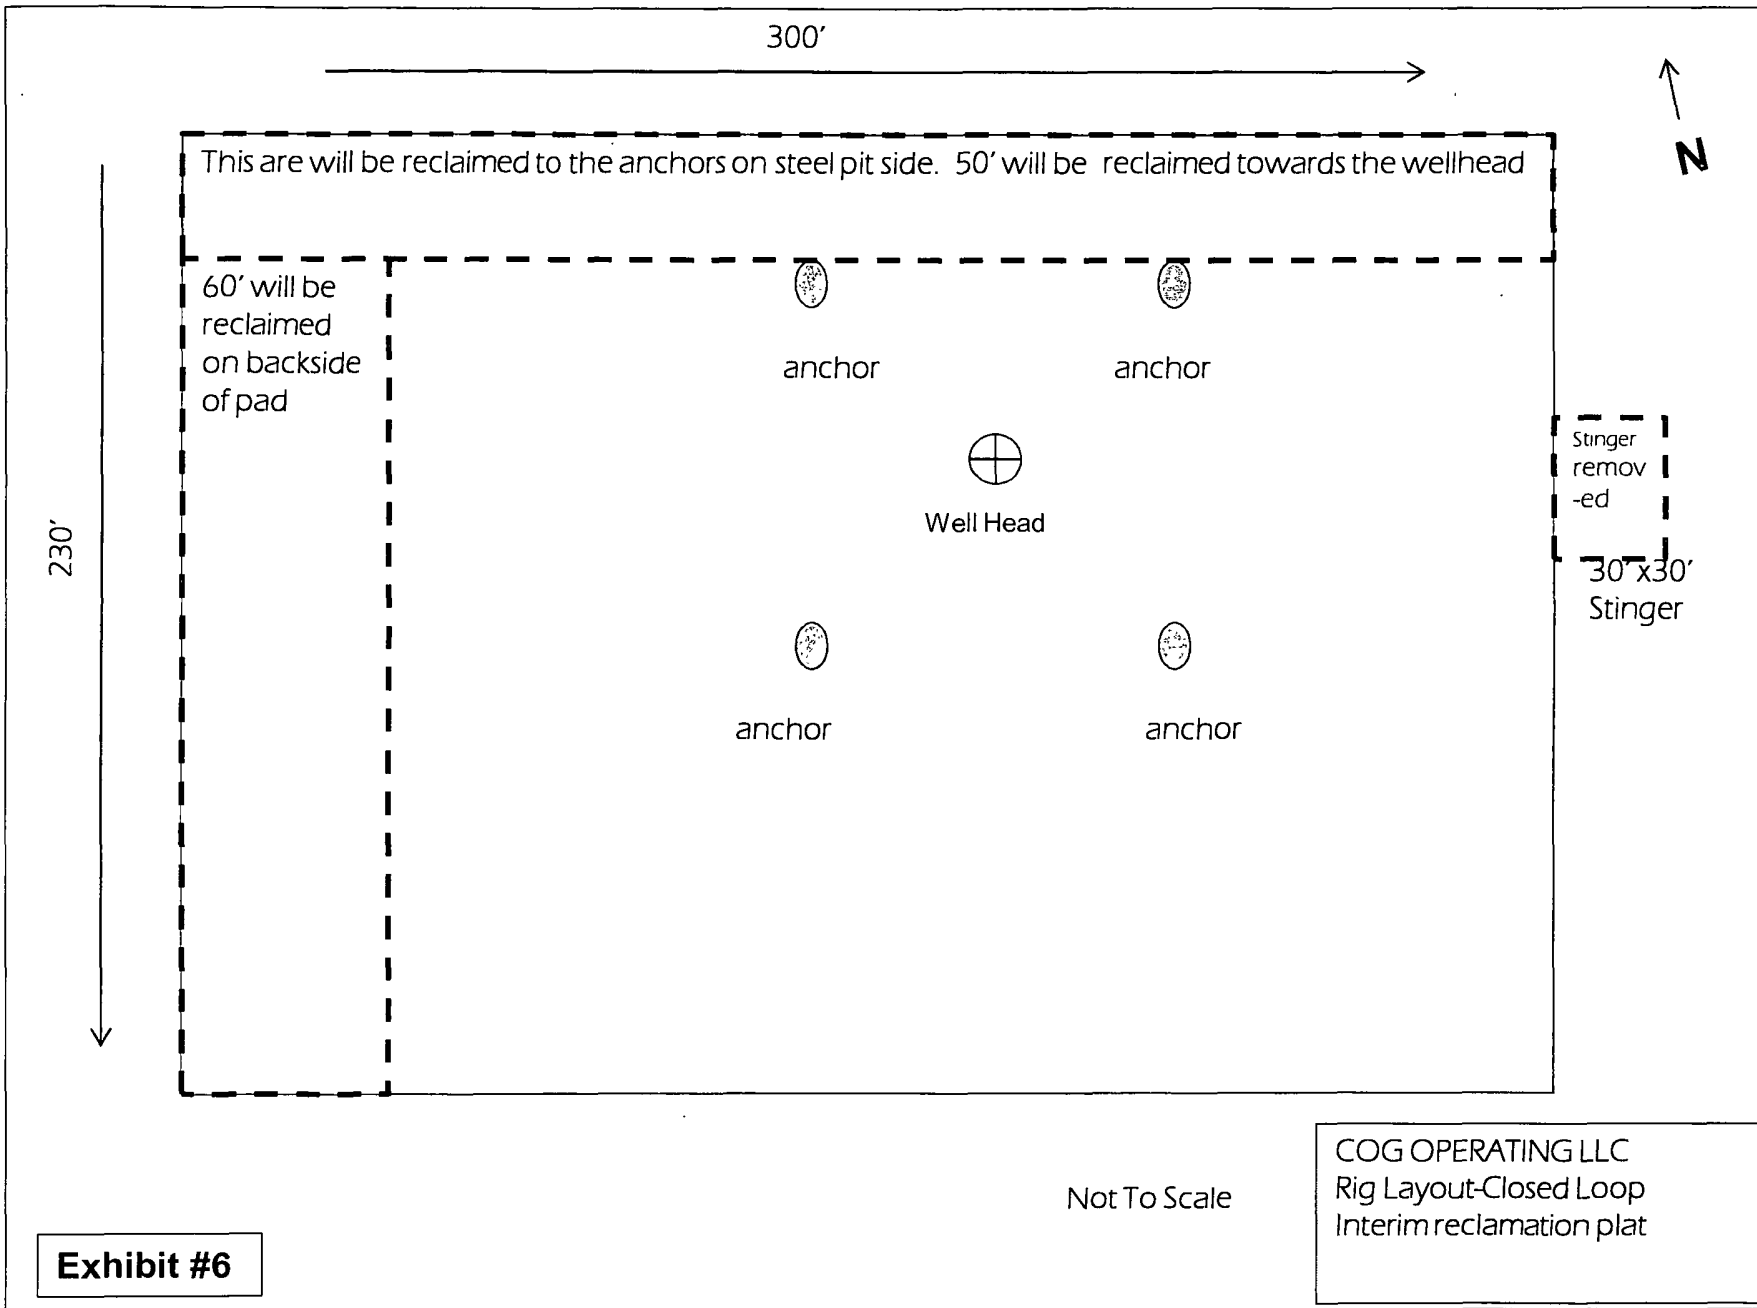 300'
N
This are will be reclaimed to the anchors on steel pit side. 50' will be reclaimed towards the wellhead
60' will be
reclaimed
on backside
of pad
anchor
anchor
Stinger
remov
-ed
Well Head
230'
30'x30'
Stinger
anchor
anchor
Not To Scale
COG OPERATING LLC
Rig Layout-Closed Loop
Interim reclamation plat
Exhibit #6